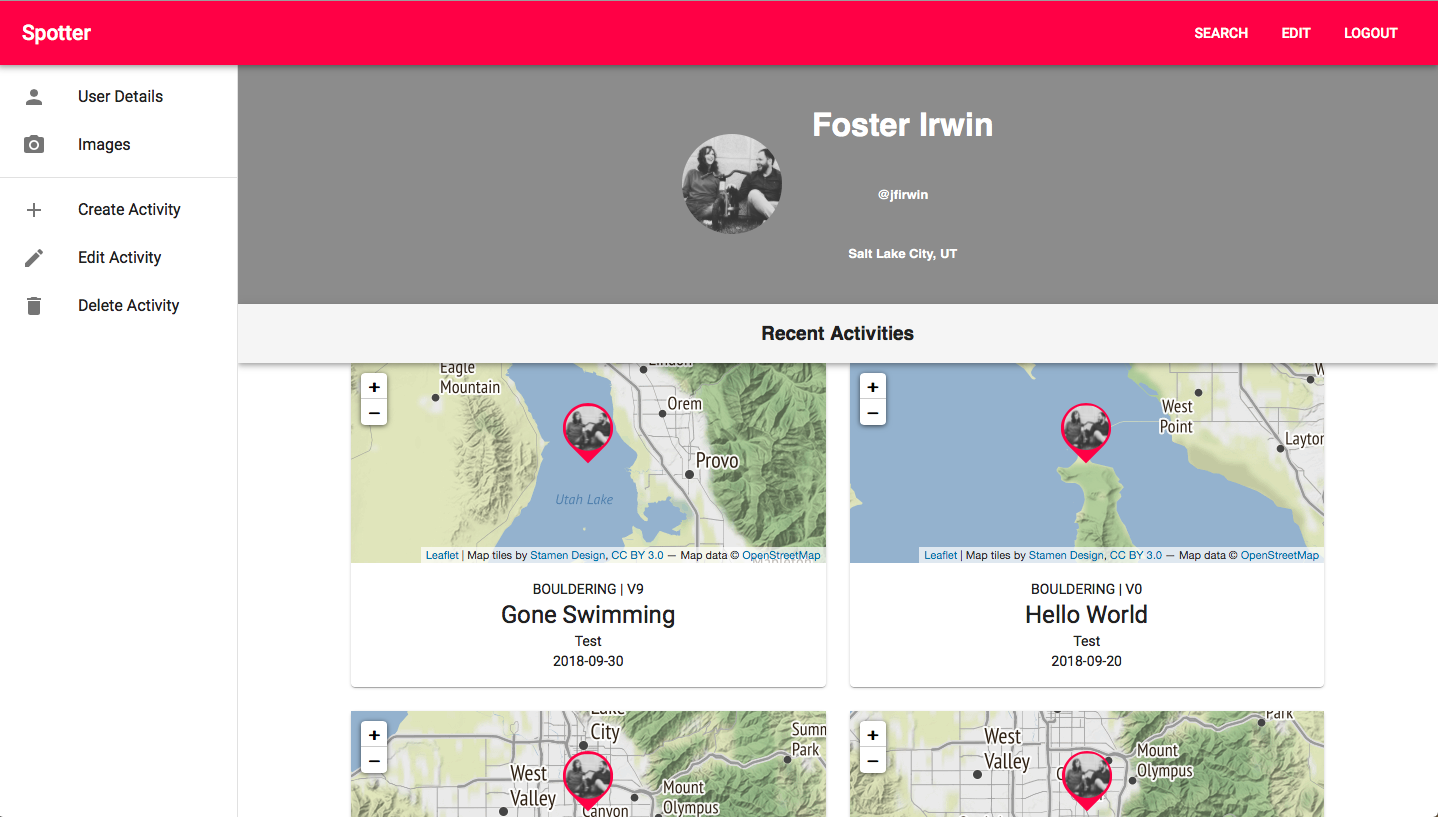 Spotter
SEARCH
EDIT
LOGOUT
User Details
Images
Create Activity
Edit Activity
Delete Activity
Foster Irwin
@jfirwin
Salt Lake City, UT
Recent Activities
+
−
Eagle
Mountain
Orem
Provo
Utah Lake
Leaflet | Map tiles by Stamen Design, CC BY 3.0 — Map data © OpenStreetMap
BOULDERING | V9
Gone Swimming
Test
2018-09-30
+
−
West
Point
Layton
Leaflet | Map tiles by Stamen Design, CC BY 3.0 — Map data © OpenStreetMap
BOULDERING | V0
Hello World
Test
2018-09-20
+
−
Lake
City
Summ
Park
West
Valley
Mount
Olympus
Canyon
+
−
Park
West
Valley
Mount
Olympus